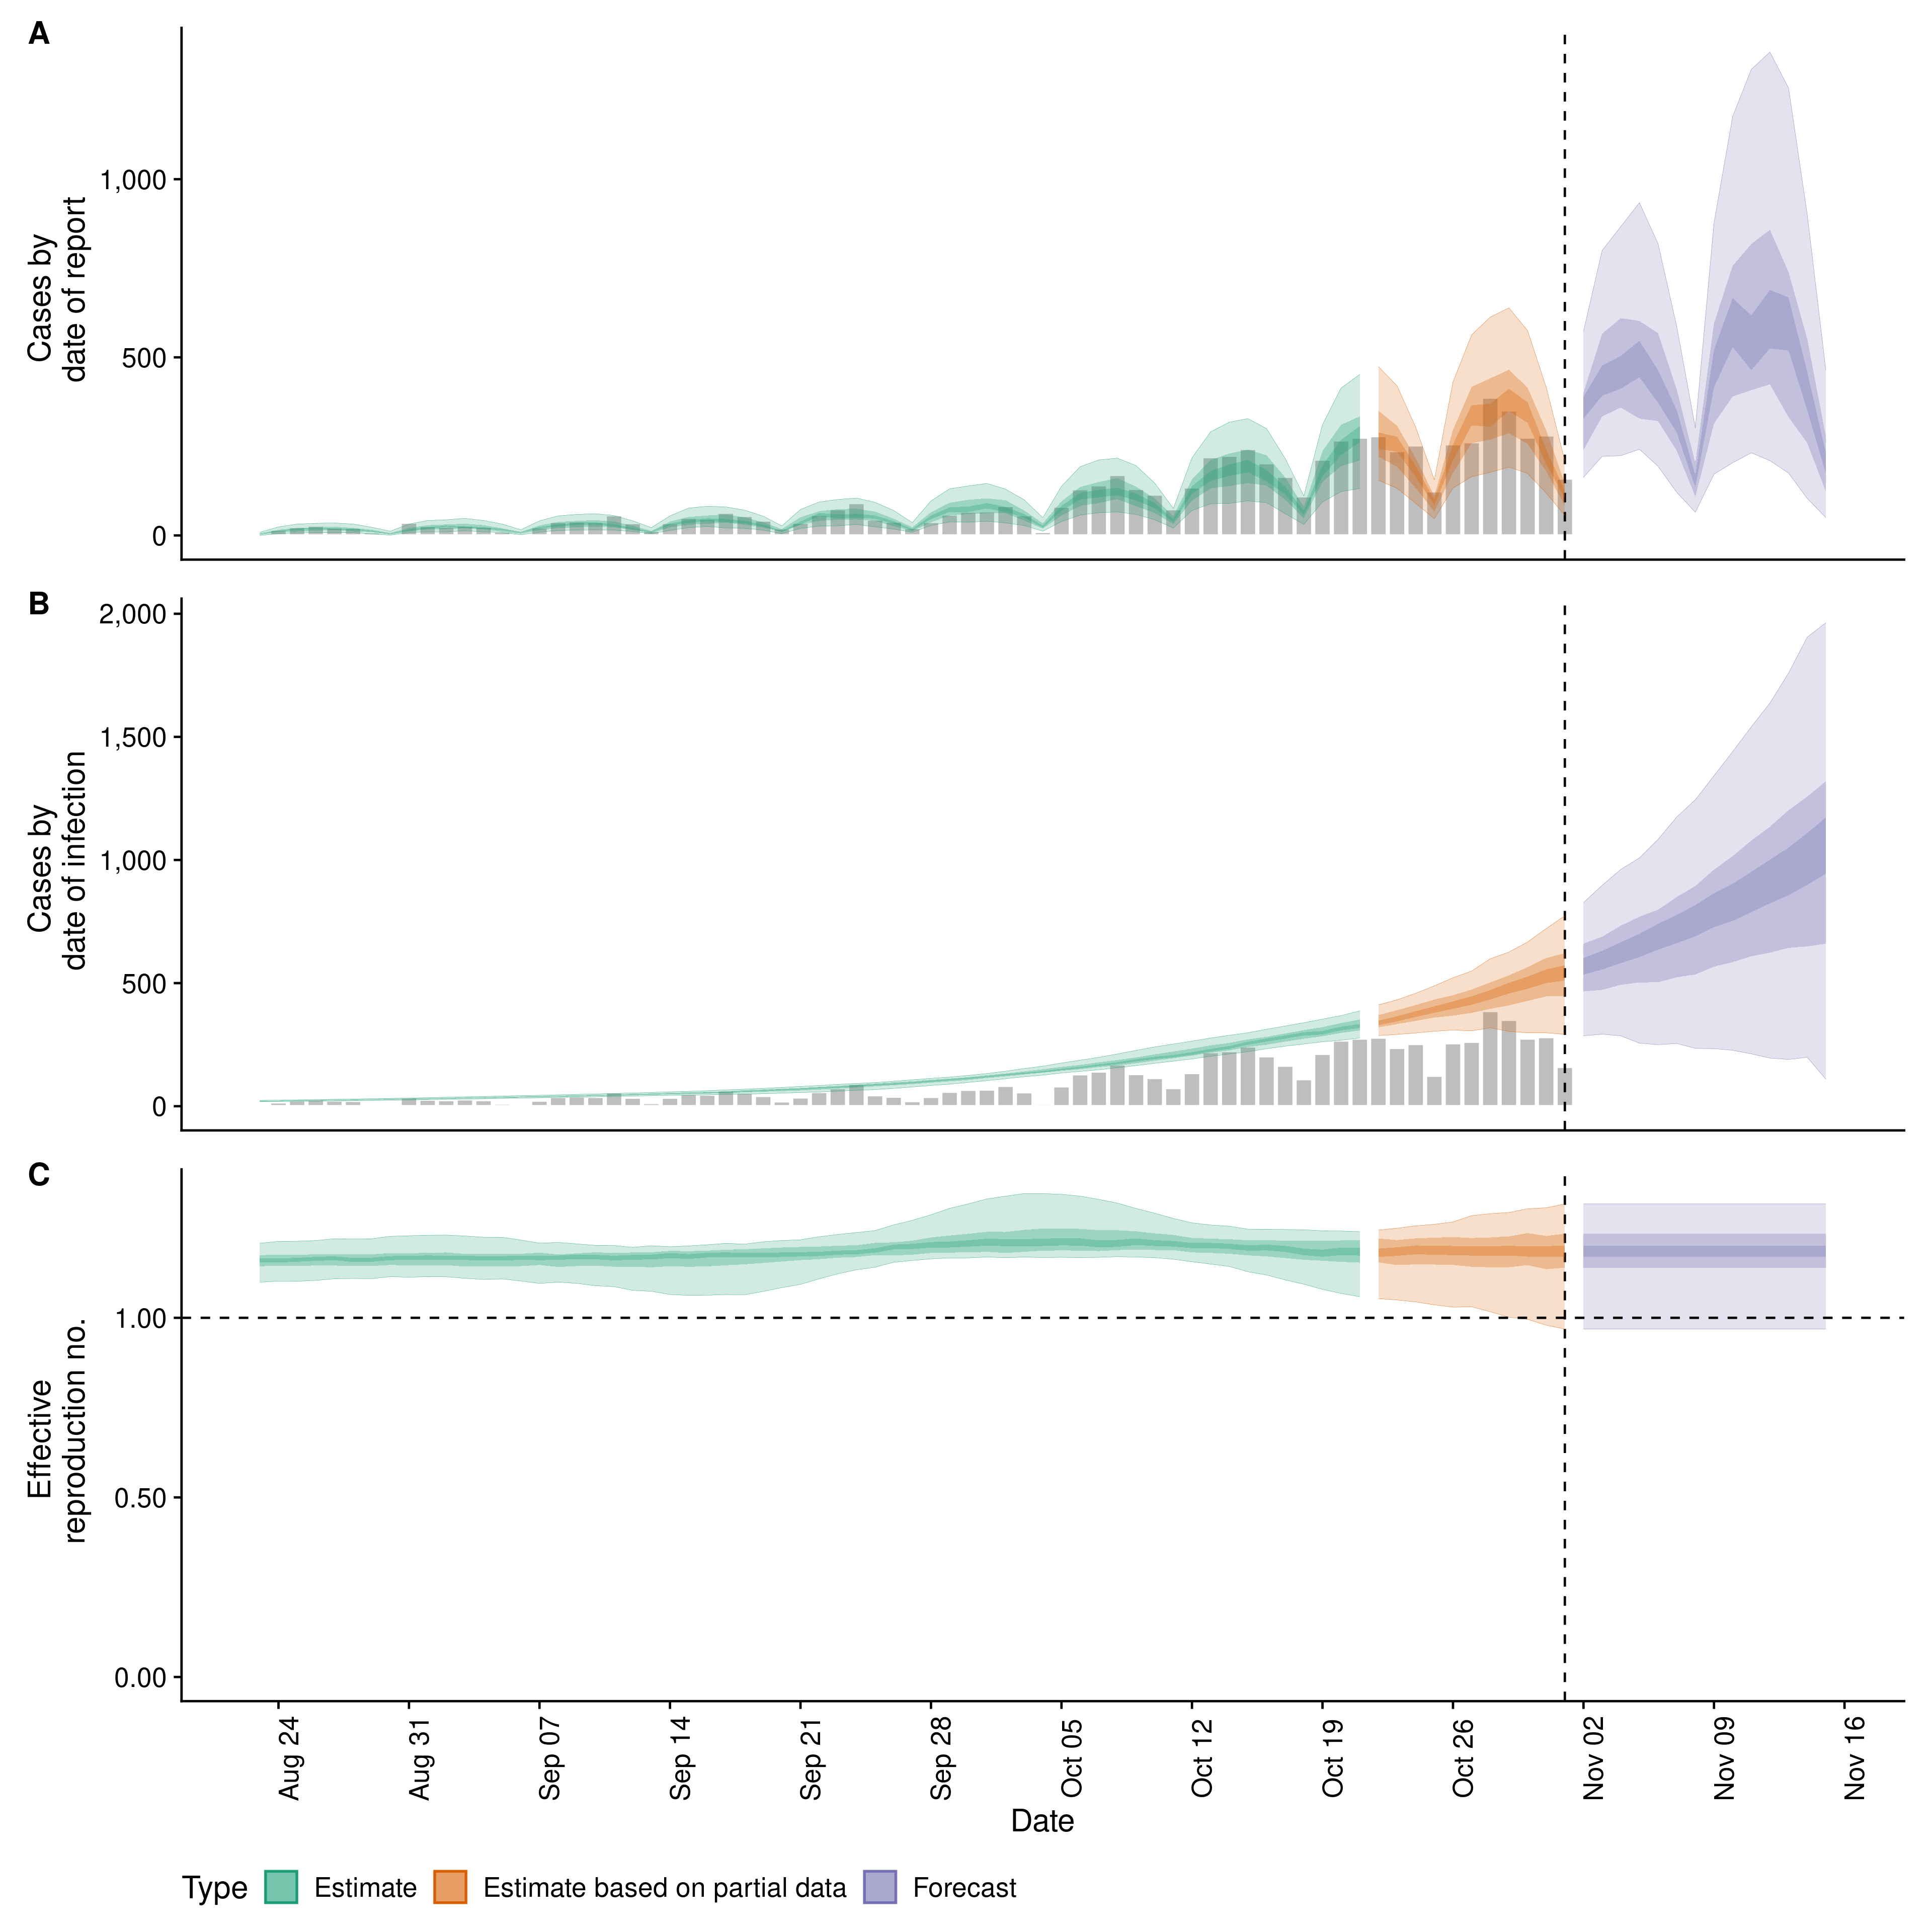 A
Cases by
date of report
1,000
500
0
B
Cases by
date of infection
2,000
1,500
1,000
500
0
C
Effective
reproduction no.
1.00
0.50
0.00
Aug 24
Aug 31
Sep 07
Sep 14
Sep 21
Sep 28
Oct 05
Oct 12
Oct 19
Oct 26
Nov 02
Nov 09
Nov 16
Date
Type Estimate Estimate based on partial data Forecast